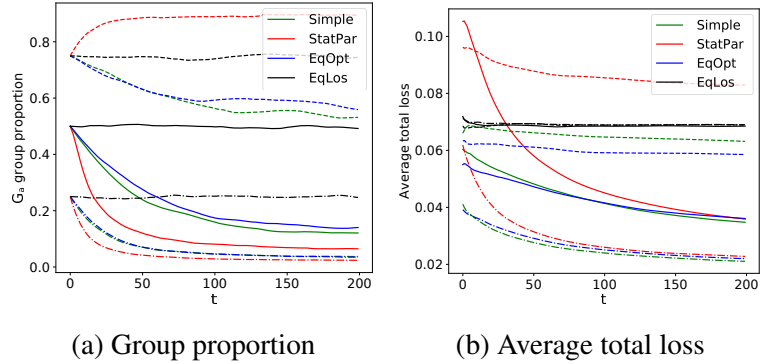 Simple
StatPar
EqOpt
EqLos
0.8
0.6
0.4
0.2
0.0
Ga group proportion
0 50 100 150 200
t
(a) Group proportion
Simple
StatPar
EqOpt
EqLos
0.10
0.08
0.06
0.04
0.02
Average total loss
0 50 100 150 200
t
(b) Average total loss